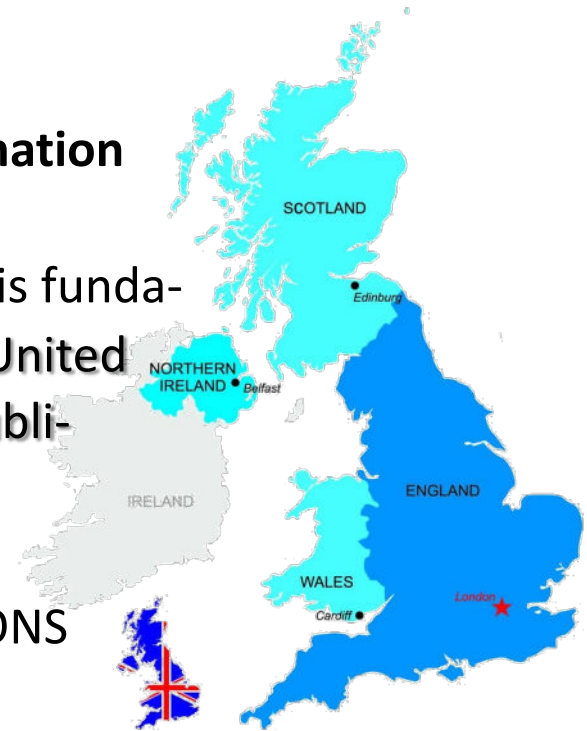 nation
SCOTLAND
is funda-
Edinburg
United
NORTHERN
IRELAND
Belfast
bli-
ENGLAND
IRELAND
WALES
London
Cardiff
ONS